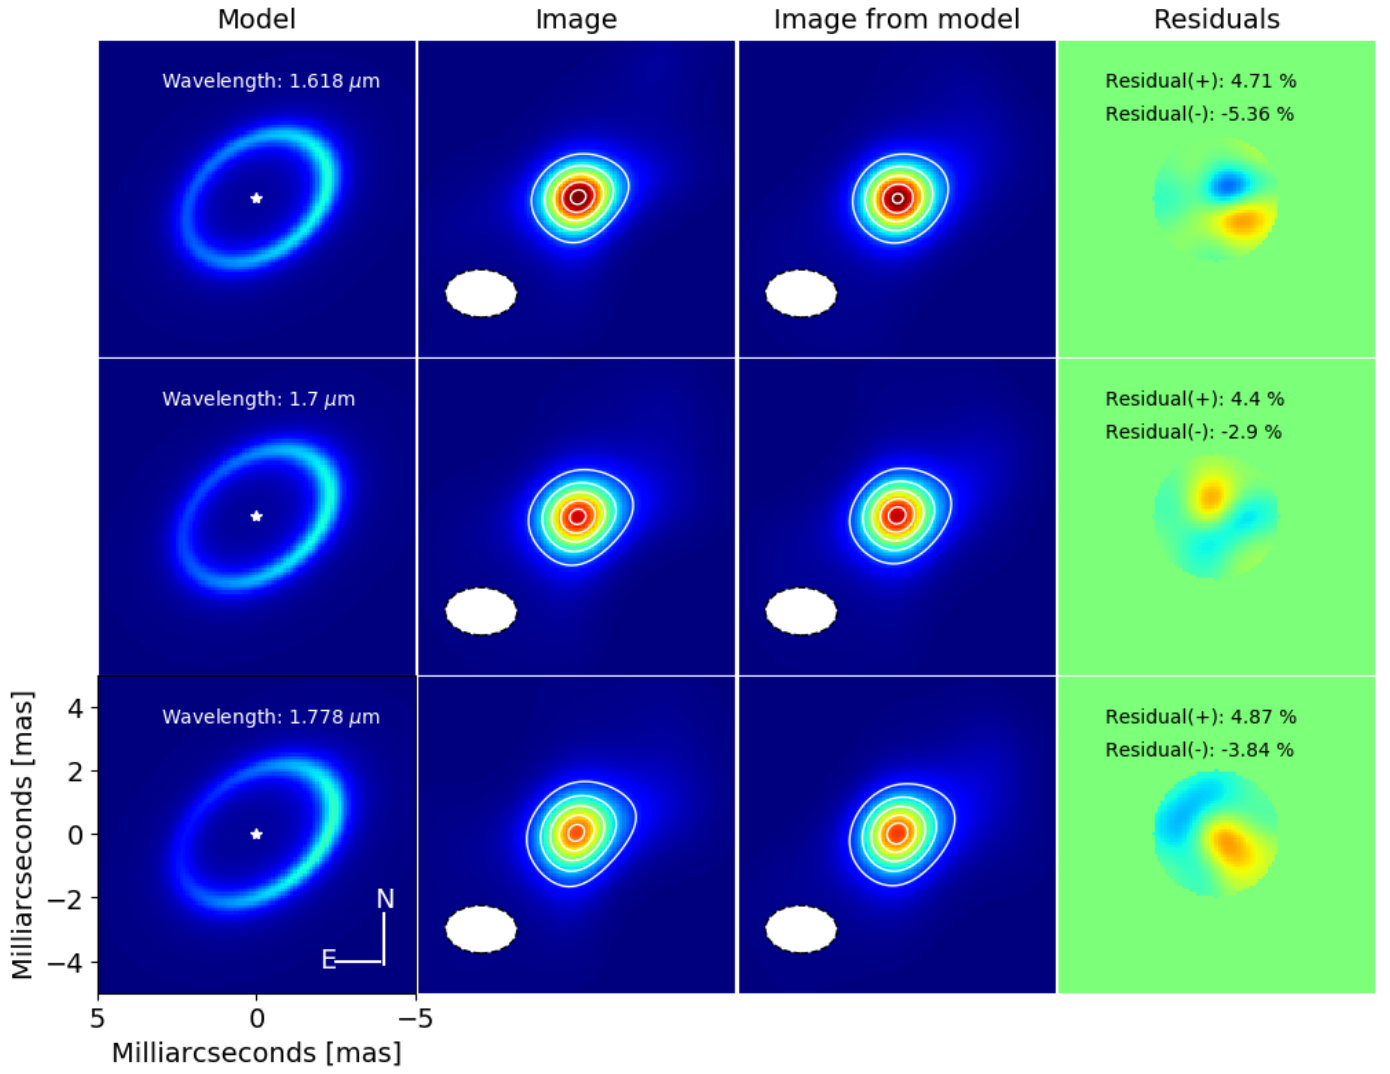 Model Image Image from model Residuals
Wavelength: 1.618 μm
Residual(+): 4.71 %
Residual(-): -5.36 %
Wavelength: 1.7 μm
Residual(+): 4.4 %
Residual(-): -2.9 %
Wavelength: 1.778 μm
Residual(+): 4.87 %
Residual(-): -3.84 %
Milliarcseconds [mas]
4
2
0
−2
−4
N
E
5 0 −5
Milliarcseconds [mas]